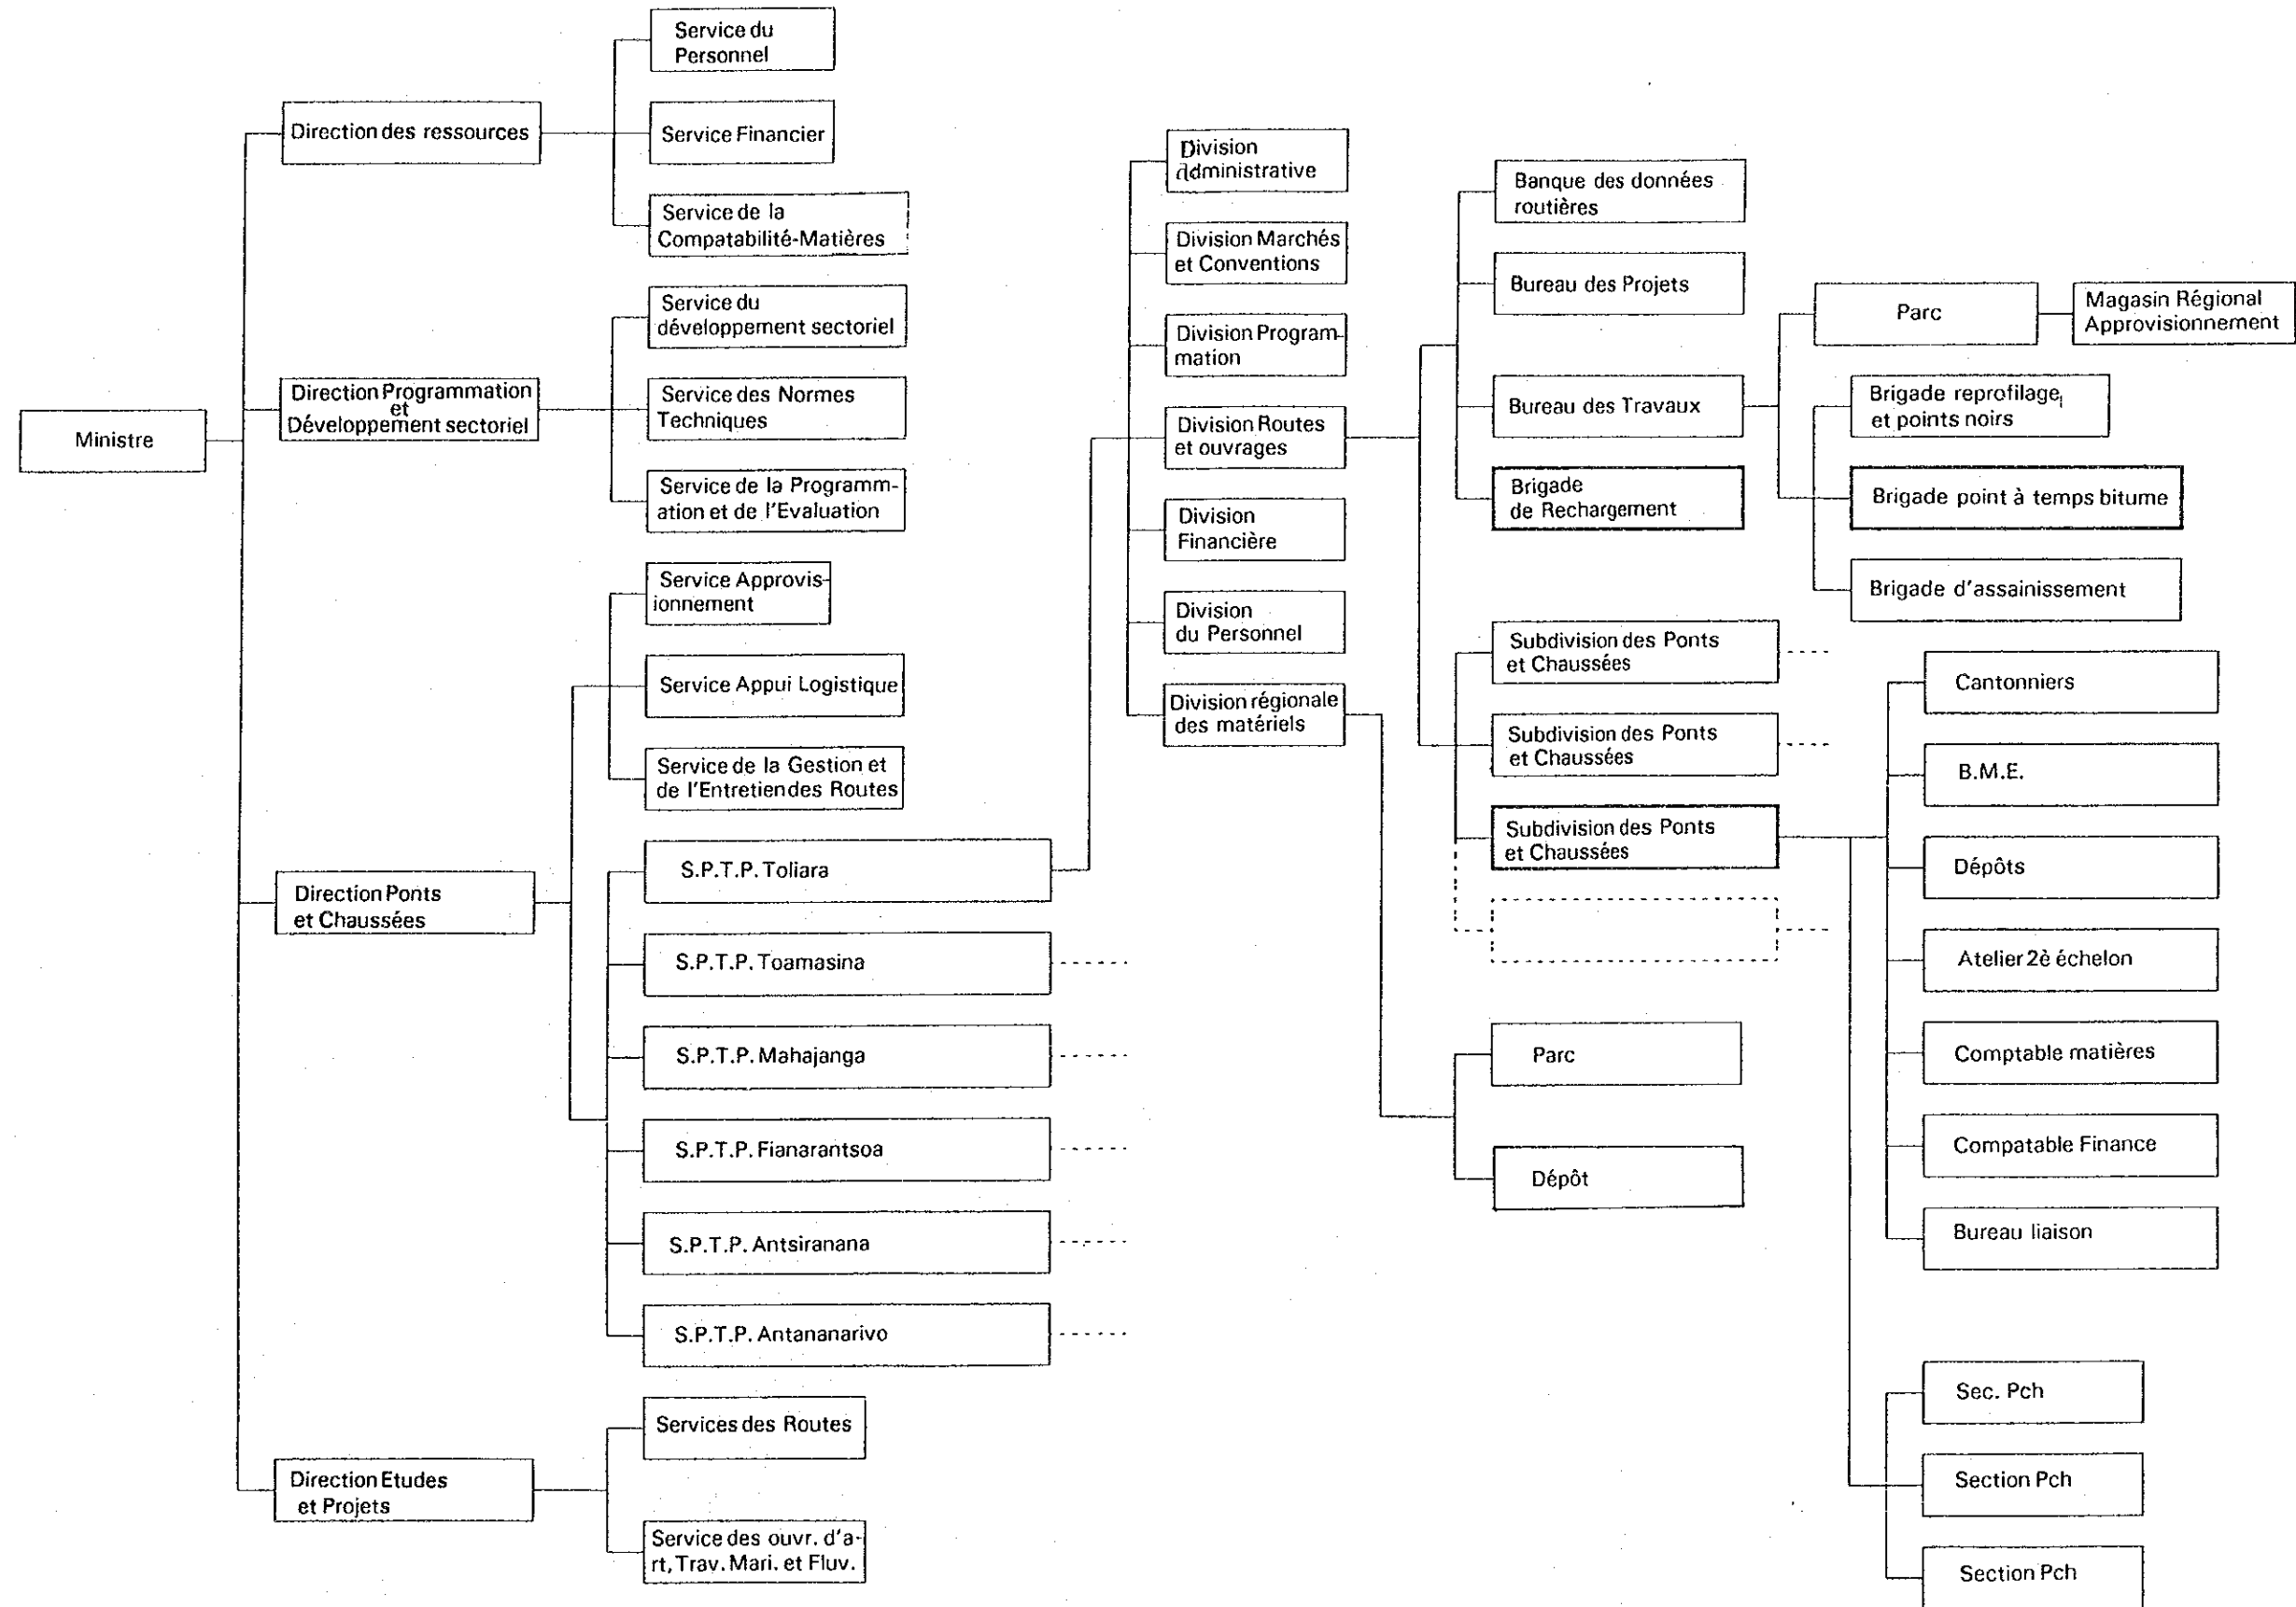 Service du
Personnel
Direction des ressources
Service Financier
Service de la
Compatabilité-Matières
Service du
développement sectoriel
Direction Programmation
et
Développement sectoriel
Service des Normes
Techniques
Ministre
Service de la Programm-
ation et de l'Evaluation
Service Approvis-
ionnement
Service Appui Logistique
Service de la Gestion et
de l'Entretien des Routes
Direction Ponts
et Chaussées
S.P.T.P. Toliara
S.P.T.P. Toamasina
S.P.T.P. Mahajanga
S.P.T.P. Fianarantsoa
S.P.T.P. Antsiranana
S.P.T.P. Antananarivo
Services des Routes
Direction Etudes
et Projets
Service des ouvr. d'a-
rt, Trav. Mari. et Fluv.
Division
administrative
Division Marchés
et Conventions
Division Program-
mation
Division Routes
et ouvrages
Division
Financière
Division
du Personnel
Division régionale
des matériels
Banque des données
routières
Bureau des Projets
Bureau des Travaux
Brigade
de Rechargement
Subdivision des Ponts
et Chaussées
Subdivision des Ponts
et Chaussées
Subdivision des Ponts
et Chaussées
Parc
Dépôt
Parc
Magasin Régional
Approvisionnement
Brigade reprofilage
et points noirs
Brigade point à temps bitume
Brigade d'assainissement
Cantonniers
B.M.E.
Dépôts
Atelier 2è échelon
Comptable matières
Compatable Finance
Bureau liaison
Sec. Pch
Section Pch
Section Pch